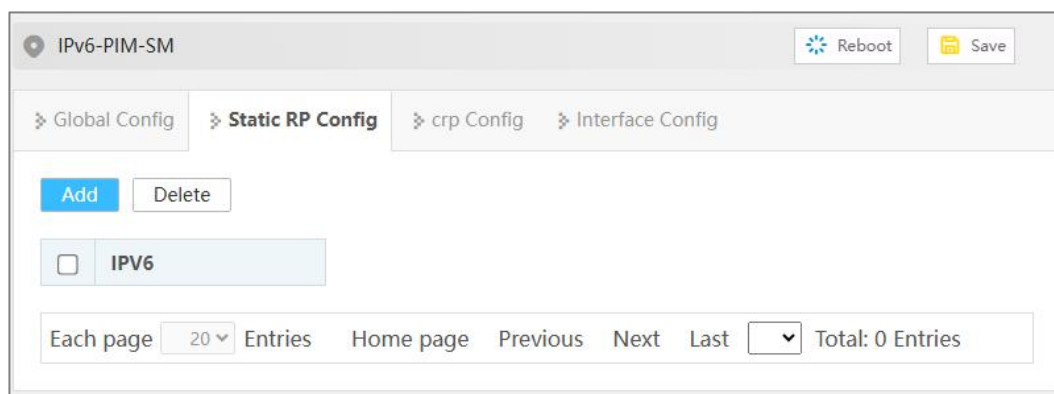 IPv6-PIM-SM Reboot Save
Global Config Static RP Config crp Config Interface Config
Add Delete
IPV6
Each page 20 Entries Home page Previous Next Last Total: 0 Entries